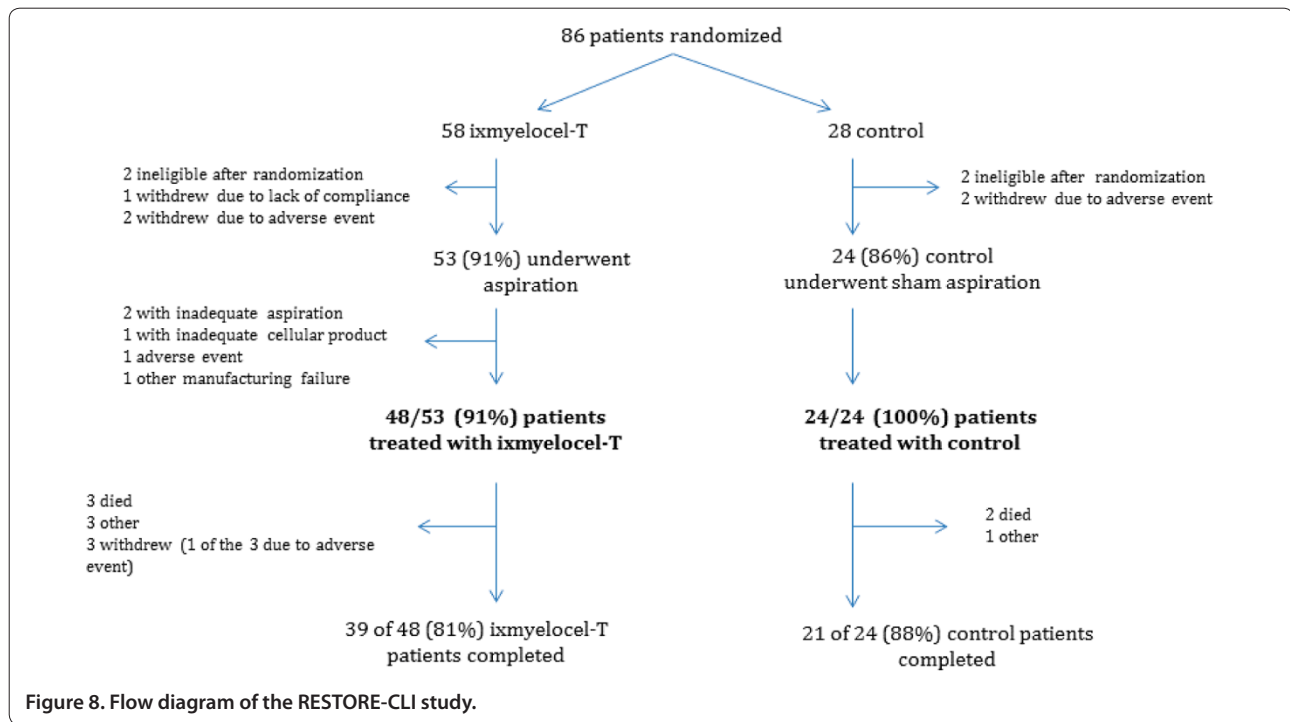 86 patients randomized
58 ixmyelocel-T
28 control
2 ineligible after randomization
1 withdrew due to lack of compliance
2 withdrew due to adverse event
2 ineligible after randomization
2 withdrew due to adverse event
53 (91%) underwent
aspiration
24 (86%) control
underwent sham aspiration
2 with inadequate aspiration
1 with inadequate cellular product
1 adverse event
1 other manufacturing failure
48/53 (91%) patients
treated with ixmyelocel-T
24/24 (100%) patients
treated with control
3 died
3 other
3 withdrew (1 of the 3 due to adverse
event)
2 died
1 other
39 of 48 (81%) ixmyelocel-T
patients completed
21 of 24 (88%) control patients
completed
Figure 8. Flow diagram of the RESTORE-CLI study.